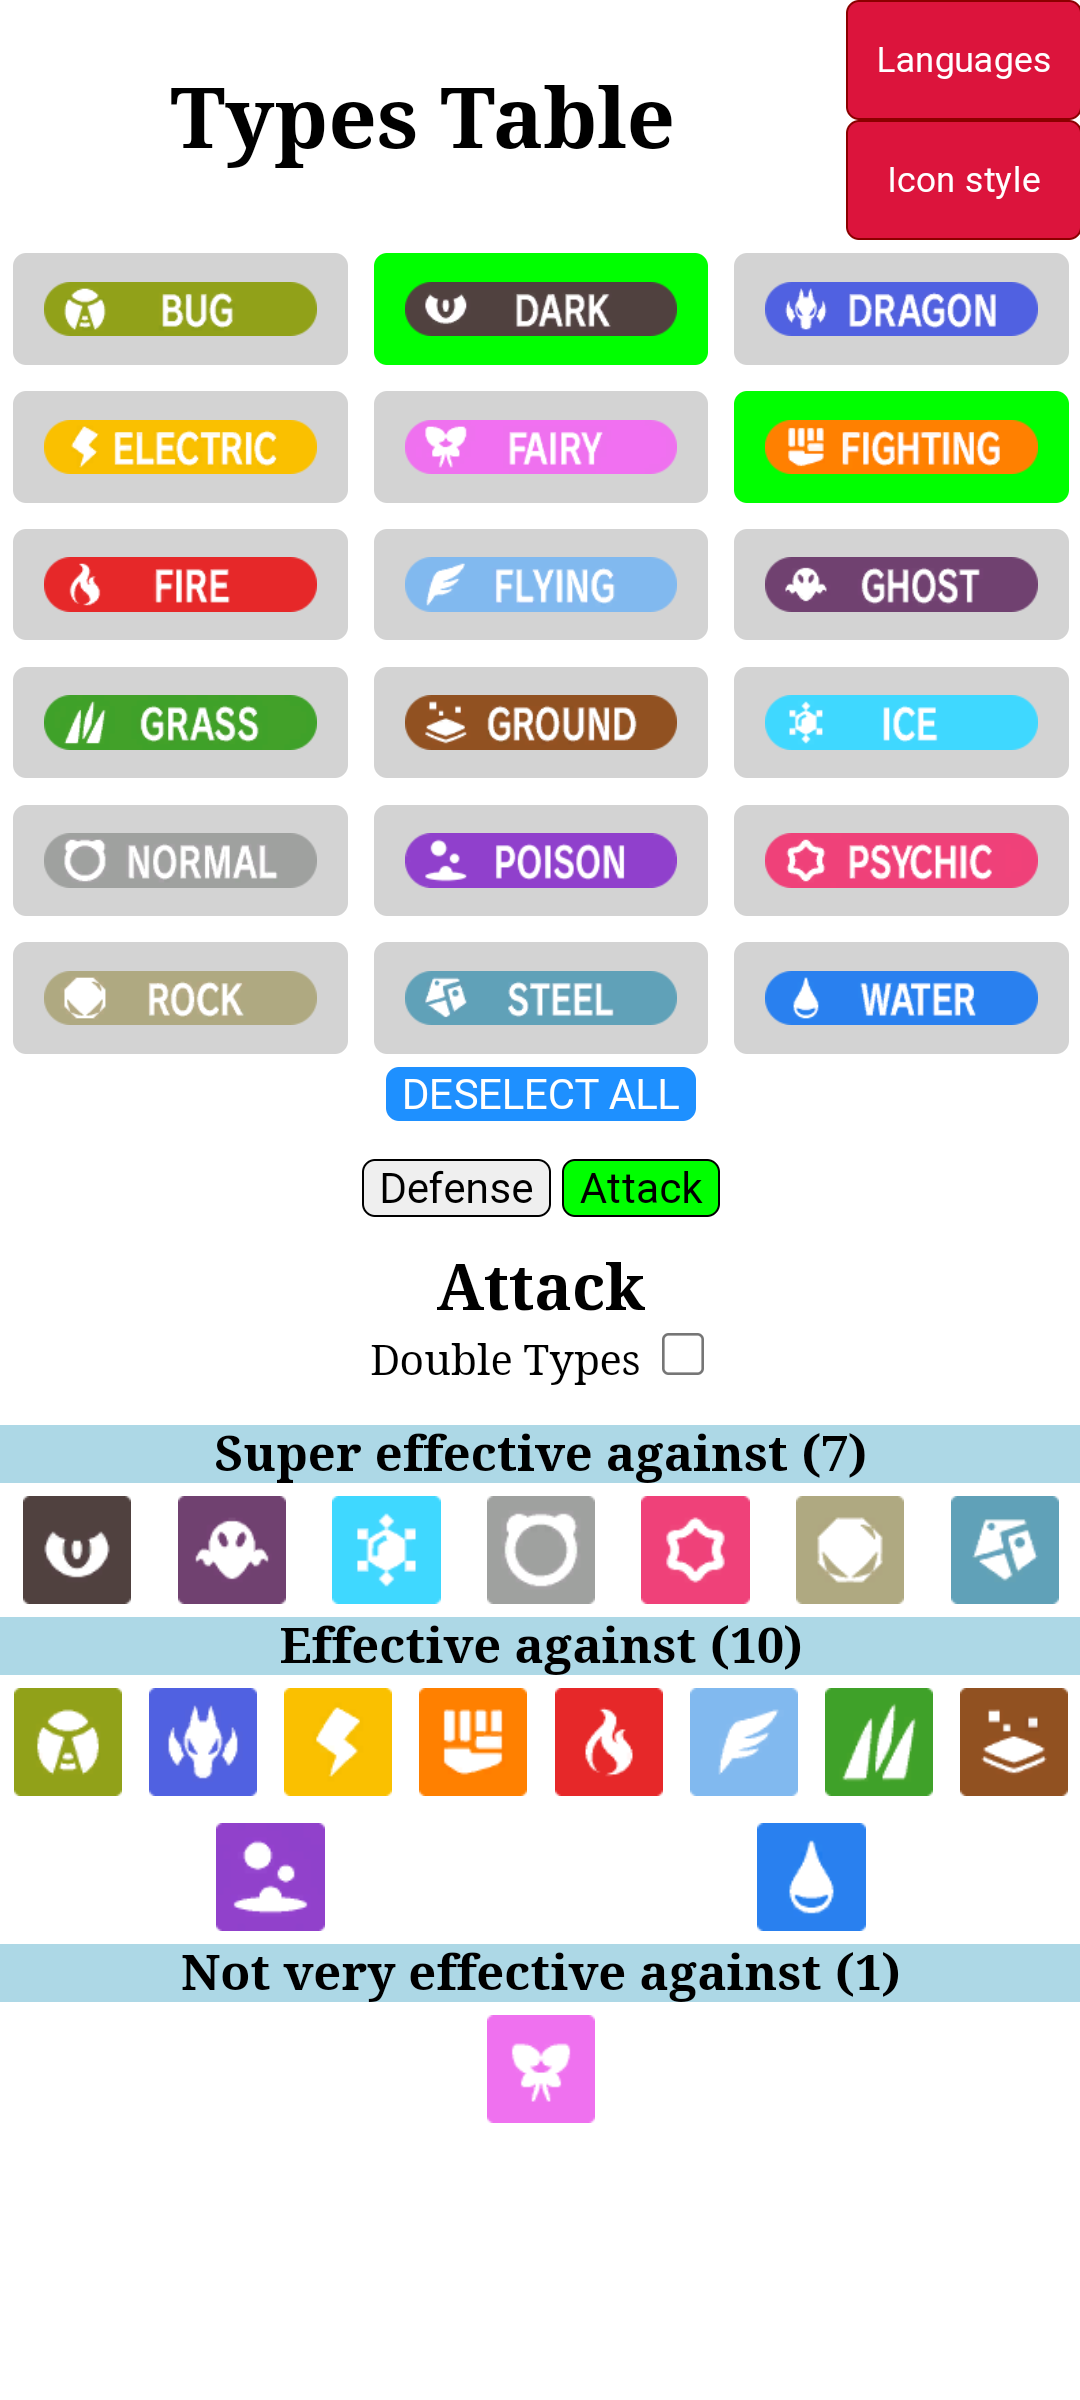 Types Table
Languages
Icon style
BUG
DARK
DRAGON
ELECTRIC
FAIRY
FIGHTING
FIRE
FLYING
GHOST
GRASS
GROUND
ICE
NORMAL
POISON
PSYCHIC
ROCK
STEEL
WATER
DESELECT ALL
Defense
Attack
Attack
Double Types
Super effective against (7)
Effective against (10)
Not very effective against (1)